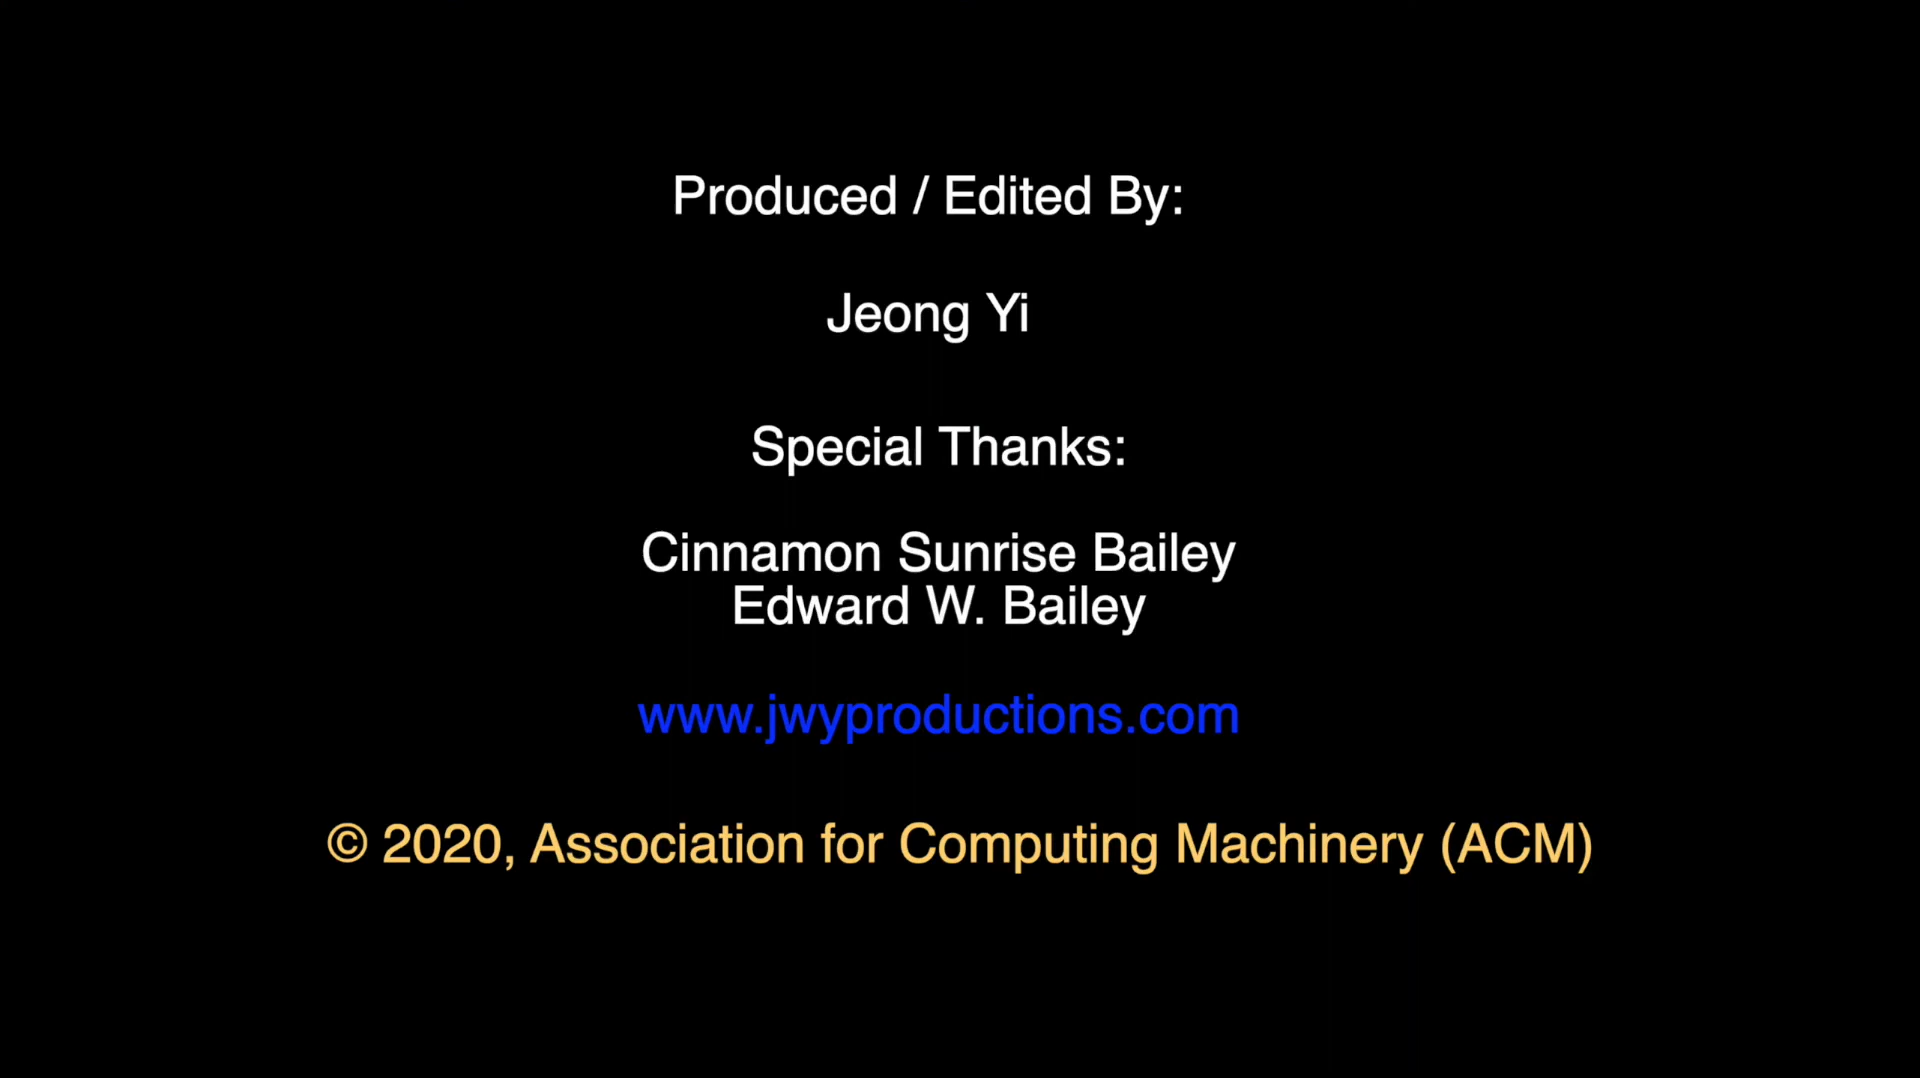 Produced / Edited By:
Jeong Yi
Special Thanks:
Cinnamon Sunrise Bailey
Edward W. Bailey
www.jwyproductions.com
© 2020, Association for Computing Machinery (ACM)